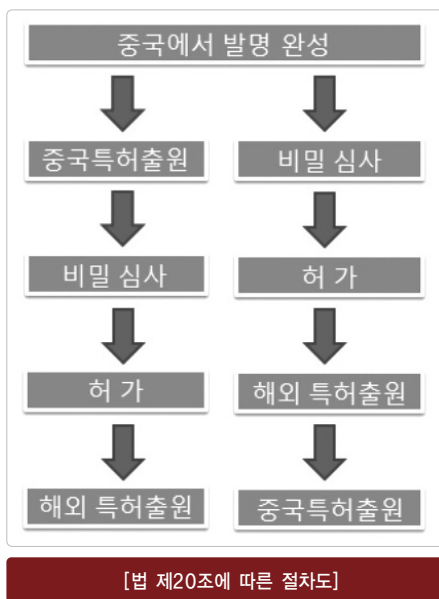 중국에서 발명 완성
중국특허출원 비밀 심사
비밀 심사 허 가
허 가 해외 특허출원
해외 특허출원 중국특허출원
[법 제20조에 따른 절차도]